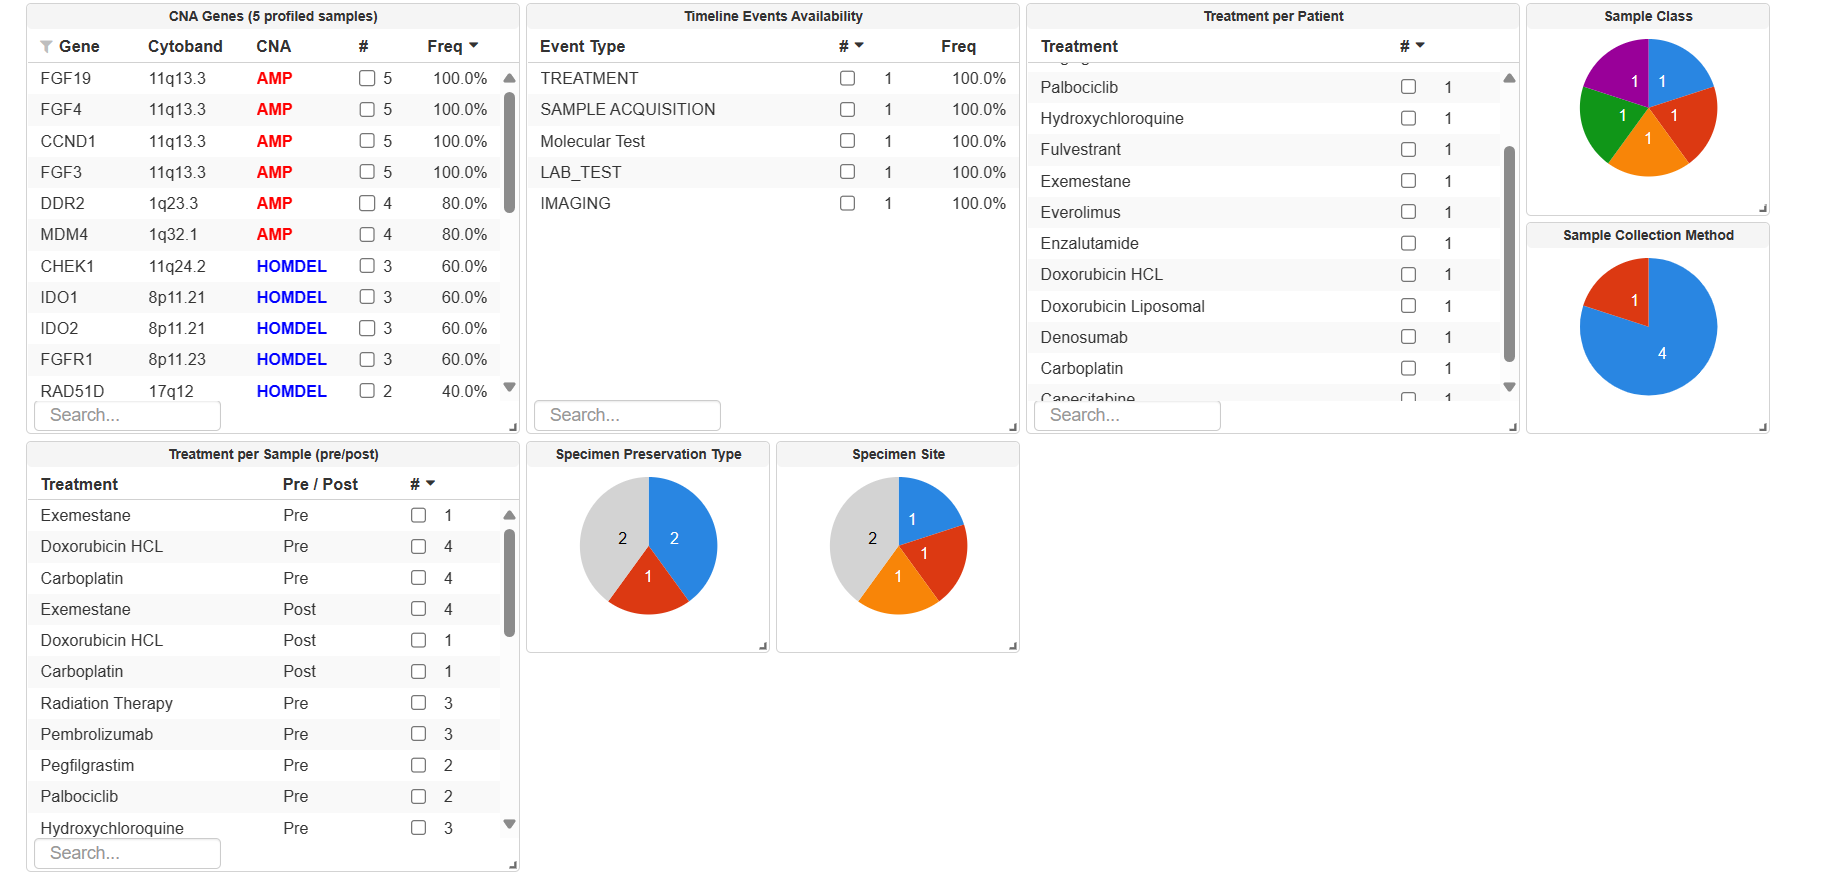 CNA Genes (5 profiled samples)
Gene Cytoband CNA # Freq
FGF19 11q13.3 AMP 5 100.0%
FGF4 11q13.3 AMP 5 100.0%
CCND1 11q13.3 AMP 5 100.0%
FGF3 11q13.3 AMP 5 100.0%
DDR2 1q23.3 AMP 4 80.0%
MDM4 1q32.1 AMP 4 80.0%
CHEK1 11q24.2 HOMDEL 3 60.0%
IDO1 8p11.21 HOMDEL 3 60.0%
IDO2 8p11.21 HOMDEL 3 60.0%
FGFR1 8p11.23 HOMDEL 3 60.0%
RAD51D 17q12 HOMDEL 2 40.0%
Search...
Timeline Events Availability
Event Type # Freq
TREATMENT 1 100.0%
SAMPLE ACQUISITION 1 100.0%
Molecular Test 1 100.0%
LAB_TEST 1 100.0%
IMAGING 1 100.0%
Search...
Treatment per Patient
Treatment #
Palbociclib 1
Hydroxychloroquine 1
Fulvestrant 1
Exemestane 1
Everolimus 1
Enzalutamide 1
Doxorubicin HCL 1
Doxorubicin Liposomal 1
Denosumab 1
Carboplatin 1
Capecitabine 1
Search...
Sample Class
1
1
1
1
1
Sample Collection Method
1
4
Treatment per Sample (pre/post)
Treatment Pre / Post #
Exemestane Pre 1
Doxorubicin HCL Pre 4
Carboplatin Pre 4
Exemestane Post 4
Doxorubicin HCL Post 1
Carboplatin Post 1
Radiation Therapy Pre 3
Pembrolizumab Pre 3
Pegfilgrastim Pre 2
Palbociclib Pre 2
Hydroxychloroquine Pre 3
Search...
Specimen Preservation Type
2
2
1
Specimen Site
1
2
1
1